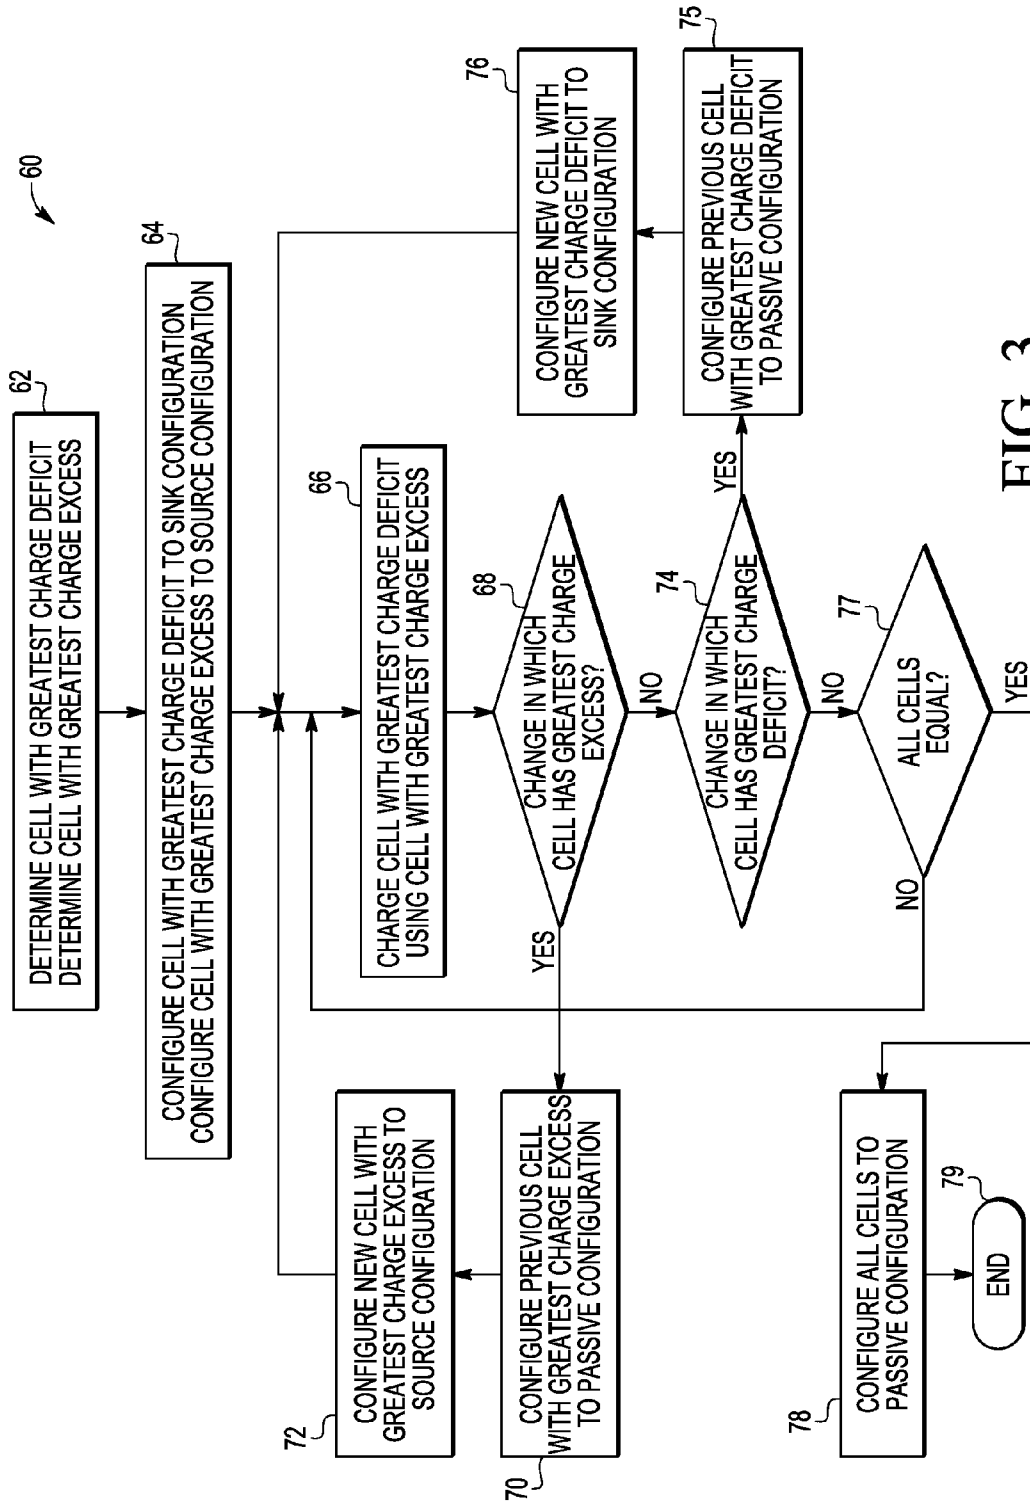 60
62
DETERMINE CELL WITH GREATEST CHARGE DEFICIT
DETERMINE CELL WITH GREATEST CHARGE EXCESS
64
CONFIGURE CELL WITH GREATEST CHARGE DEFICIT TO SINK CONFIGURATION
CONFIGURE CELL WITH GREATEST CHARGE EXCESS TO SOURCE CONFIGURATION
66
CHARGE CELL WITH GREATEST CHARGE DEFICIT
USING CELL WITH GREATEST CHARGE EXCESS
68
CHANGE IN WHICH
CELL HAS GREATEST CHARGE
EXCESS?
YES
NO
70
CONFIGURE PREVIOUS CELL
WITH GREATEST CHARGE EXCESS
TO PASSIVE CONFIGURATION
72
CONFIGURE NEW CELL WITH
GREATEST CHARGE EXCESS TO
SOURCE CONFIGURATION
74
CHANGE IN WHICH
CELL HAS GREATEST CHARGE
DEFICIT?
YES
NO
75
CONFIGURE PREVIOUS CELL
WITH GREATEST CHARGE DEFICIT
TO PASSIVE CONFIGURATION
76
CONFIGURE NEW CELL WITH
GREATEST CHARGE DEFICIT TO
SINK CONFIGURATION
77
ALL CELLS
EQUAL?
NO
YES
78
CONFIGURE ALL CELLS TO
PASSIVE CONFIGURATION
79
END
FIG. 3